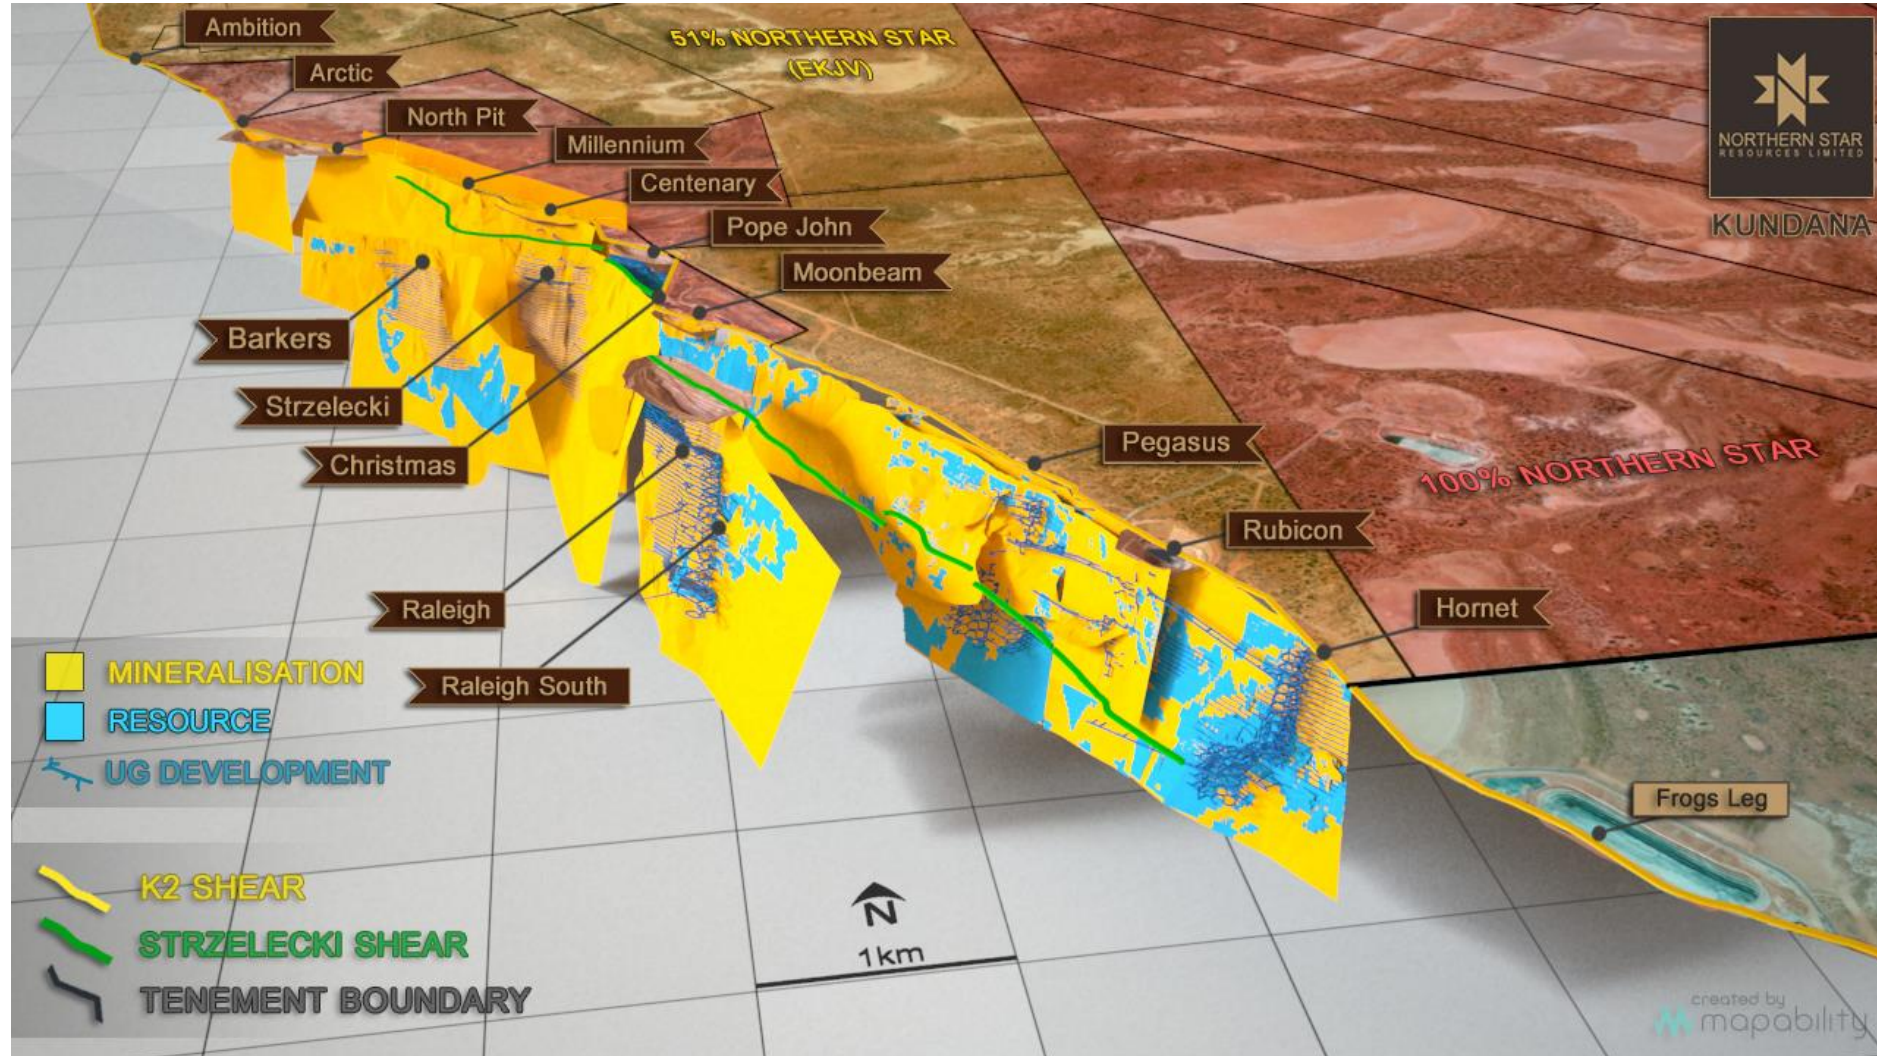 Ambition
51% NORTHERN STAR
(EKJV)
Arctic
North Pit
Millennium
Centenary
Pope John
Moonbeam
NORTHERN STAR
RESOURCES LIMITED
KUNDANA
Barkers
Strzelecki
Christmas
Pegasus
100% NORTHERN STAR
Rubicon
Raleigh
Hornet
Raleigh South
MINERALISATION
RESOURCE
UG DEVELOPMENT
Frogs Leg
K2 SHEAR
STRZELECKI SHEAR
TENEMENT BOUNDARY
N
1km
created by
mapability